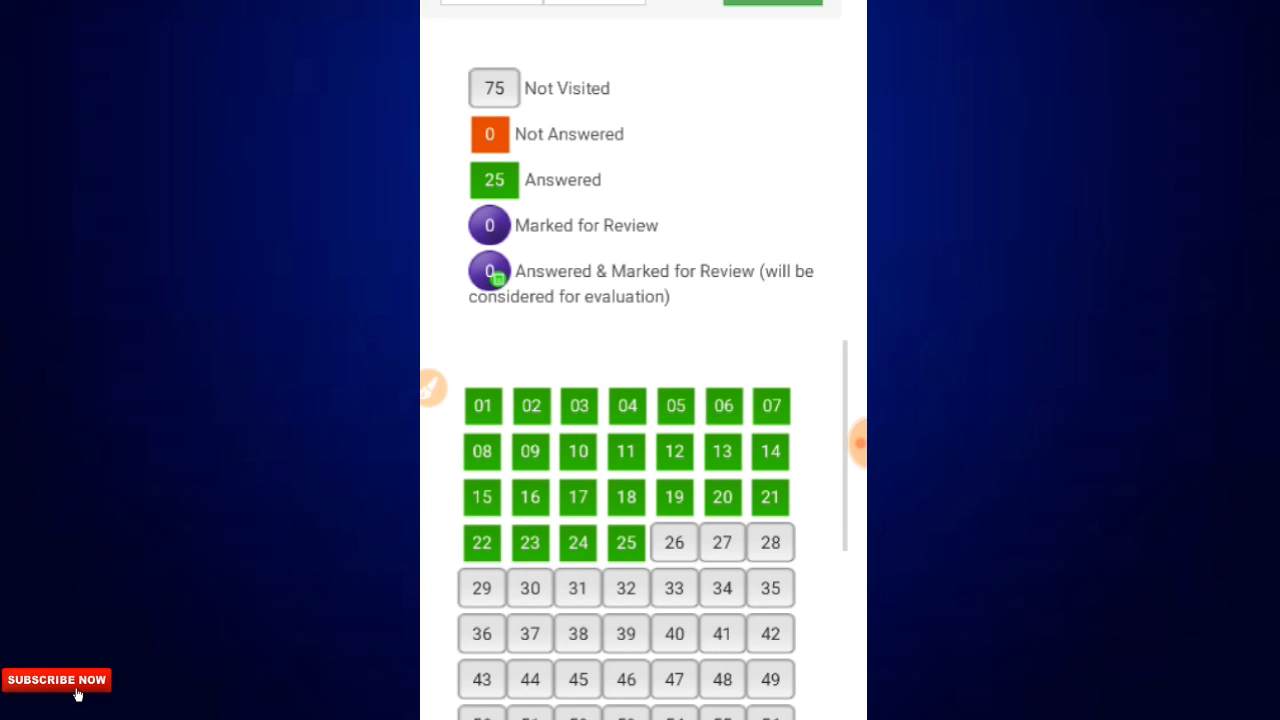 75 Not Visited
0 Not Answered
25 Answered
0 Marked for Review
0 Answered & Marked for Review (will be
considered for evaluation)
01 02 03 04 05 06 07
08 09 10 11 12 13 14
15 16 17 18 19 20 21
22 23 24 25 26 27 28
29 30 31 32 33 34 35
36 37 38 39 40 41 42
43 44 45 46 47 48 49
SUBSCRIBE NOW